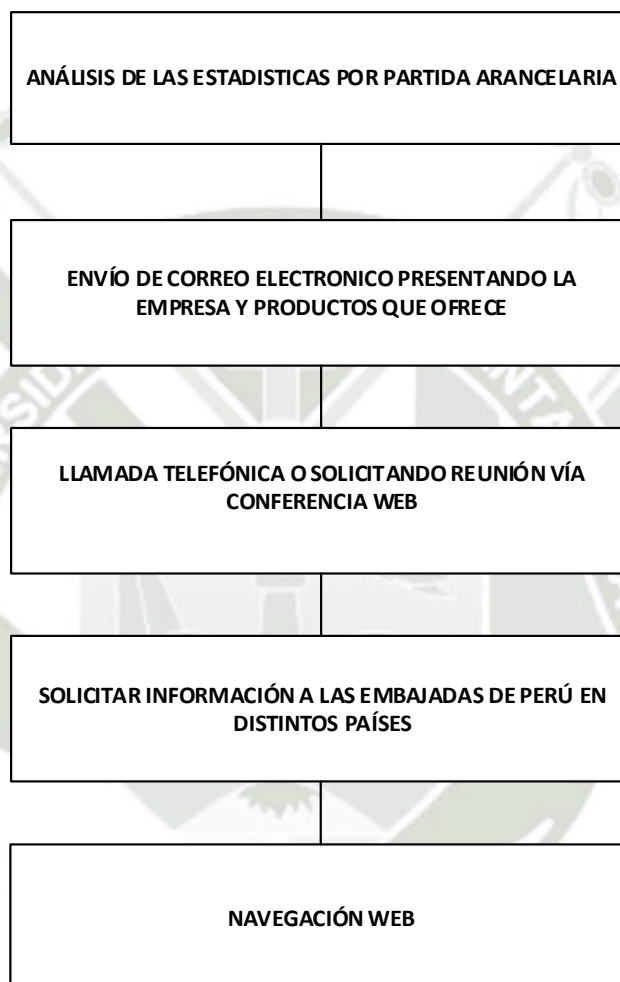 ANÁLISIS DE LAS ESTADISTICAS POR PARTIDA ARANCELARIA
ENVÍO DE CORREO ELECTRONICO PRESENTANDO LA
EMPRESA Y PRODUCTOS QUE OFRECE
LLAMADA TELEFÓNICA O SOLICITANDO REUNIÓN VÍA
CONFERENCIA WEB
SOLICITAR INFORMACIÓN A LAS EMBAJADAS DE PERÚ EN
DISTINTOS PAÍSES
NAVEGACIÓN WEB